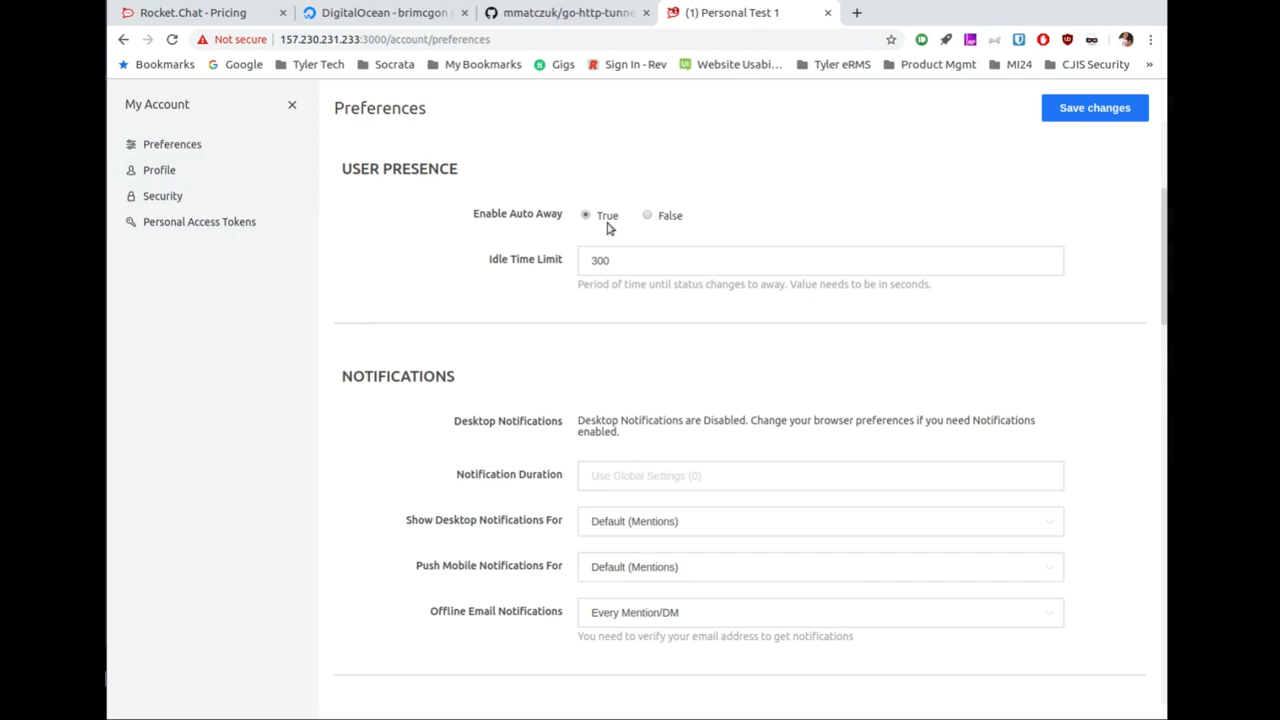 Rocket.Chat - Pricing
DigitalOcean - brimcgon p
mmatczuk/go-http-tunne
(1) Personal Test 1
Not secure 157.230.231.233:3000/account/preferences
Bookmarks Google Tyler Tech Socrata My Bookmarks Gigs Sign In - Rev Website Usabi... Tyler eRMS Product Mgmt MI24 CJIS Security »
My Account
Preferences
Profile
Security
Personal Access Tokens
Preferences
Save changes
USER PRESENCE
Enable Auto Away True False
Idle Time Limit 300
Period of time until status changes to away. Value needs to be in seconds.
NOTIFICATIONS
Desktop Notifications Desktop Notifications are Disabled. Change your browser preferences if you need Notifications
enabled.
Notification Duration Use Global Settings (0)
Show Desktop Notifications For Default (Mentions)
Push Mobile Notifications For Default (Mentions)
Offline Email Notifications Every Mention/DM
You need to verify your email address to get notifications